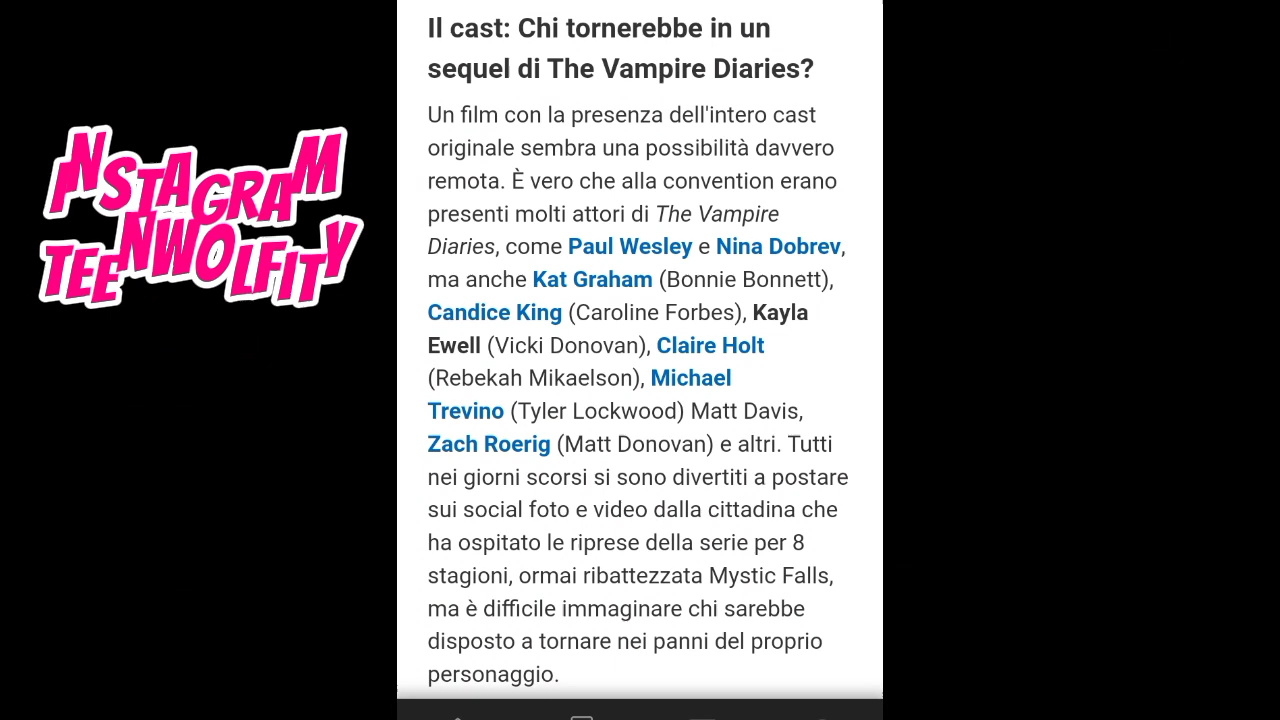 INSTAGRAM
TEENWOLFITY
Il cast: Chi tornerebbe in un
sequel di The Vampire Diaries?
Un film con la presenza dell'intero cast
originale sembra una possibilità davvero
remota. È vero che alla convention erano
presenti molti attori di The Vampire
Diaries, come Paul Wesley e Nina Dobrev,
ma anche Kat Graham (Bonnie Bonnett),
Candice King (Caroline Forbes), Kayla
Ewell (Vicki Donovan), Claire Holt
(Rebekah Mikaelson), Michael
Trevino (Tyler Lockwood) Matt Davis,
Zach Roerig (Matt Donovan) e altri. Tutti
nei giorni scorsi si sono divertiti a postare
sui social foto e video dalla cittadina che
ha ospitato le riprese della serie per 8
stagioni, ormai ribattezzata Mystic Falls,
ma è difficile immaginare chi sarebbe
disposto a tornare nei panni del proprio
personaggio.